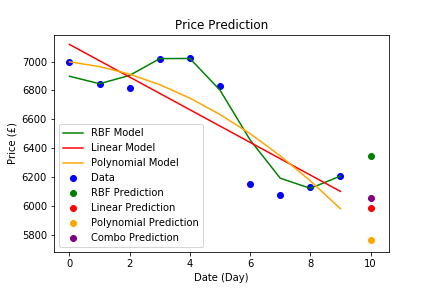 Price Prediction
Price (£)
7000
6800
6600
6400
6200
6000
5800
RBF Model
Linear Model
Polynomial Model
Data
RBF Prediction
Linear Prediction
Polynomial Prediction
Combo Prediction
0 2 4 6 8 10
Date (Day)